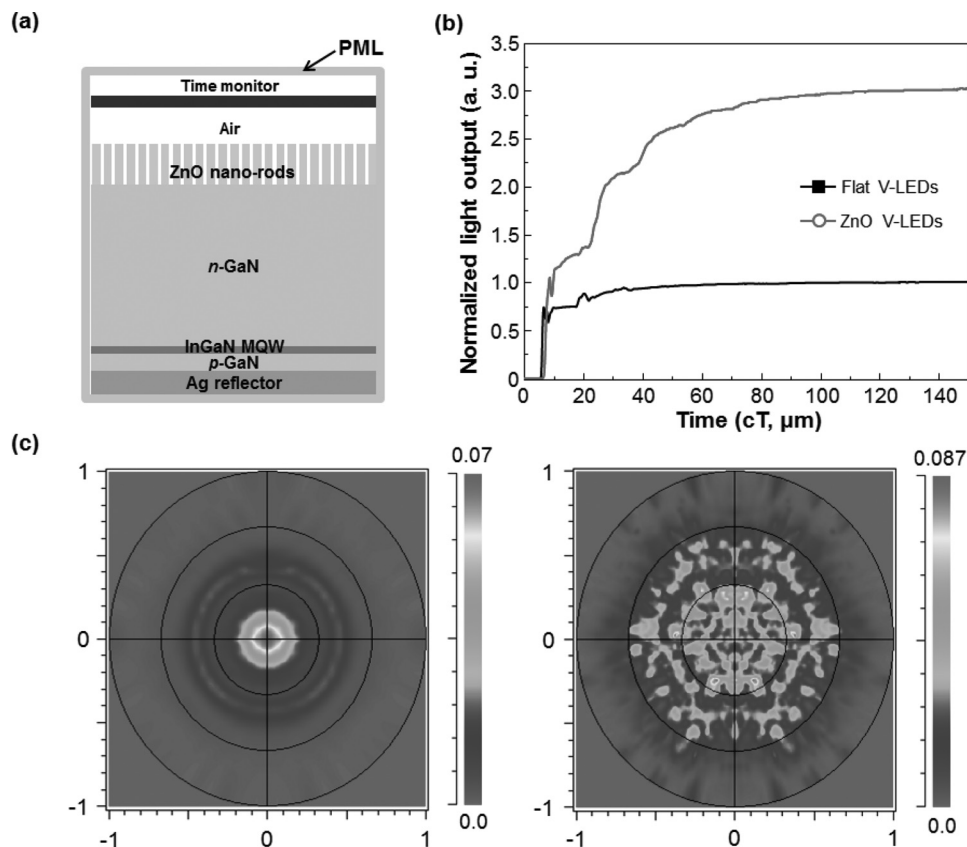 (a)
PML
Time monitor
Air
ZnO nano-rods
n-GaN
InGaN MQW
p-GaN
Ag reflector
(b)
Normalized light output (a. u.)
3.5
3.0
2.5
2.0
1.5
1.0
0.5
0
Flat V-LEDs
ZnO V-LEDs
0 20 40 60 80 100 120 140
Time (cT, μm)
(c)
0.07
1
0
-1
-1 0 1
0.0
0.087
1
0
-1
-1 0 1
0.0